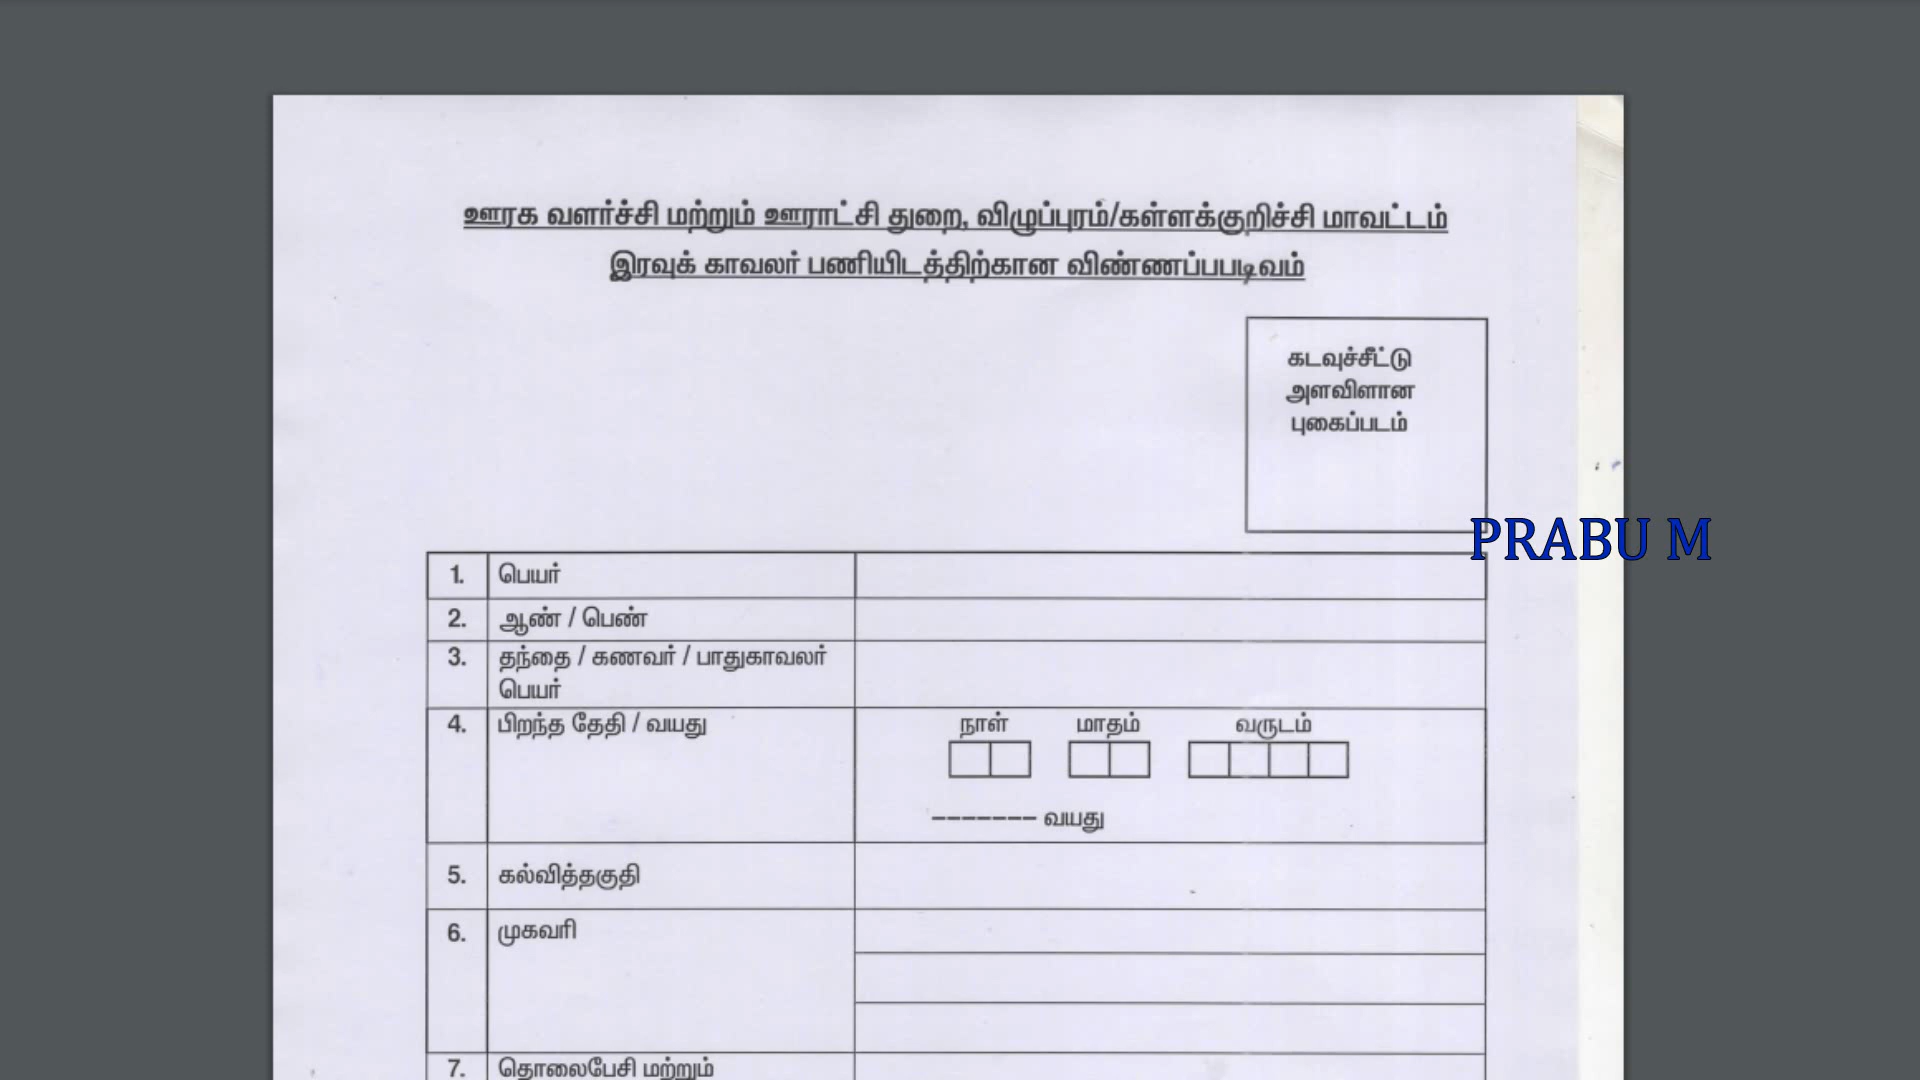 ஊரக வளர்ச்சி மற்றும் ஊராட்சி துறை, விழுப்புரம்/கள்ளக்குறிச்சி மாவட்டம்
இரவுக் காவலர் பணியிடத்திற்கான விண்ணப்பபடிவம்
கடவுச்சீட்டு
அளவிளான
புகைப்படம்
PRABU M
1. பெயர்
2. ஆண் / பெண்
3. தந்தை / கணவர் / பாதுகாவலர்
பெயர்
4. பிறந்த தேதி / வயது நாள் மாதம் வருடம்
------- வயது
5. கல்வித்தகுதி
6. முகவரி
7. தொலைபேசி மற்றும்